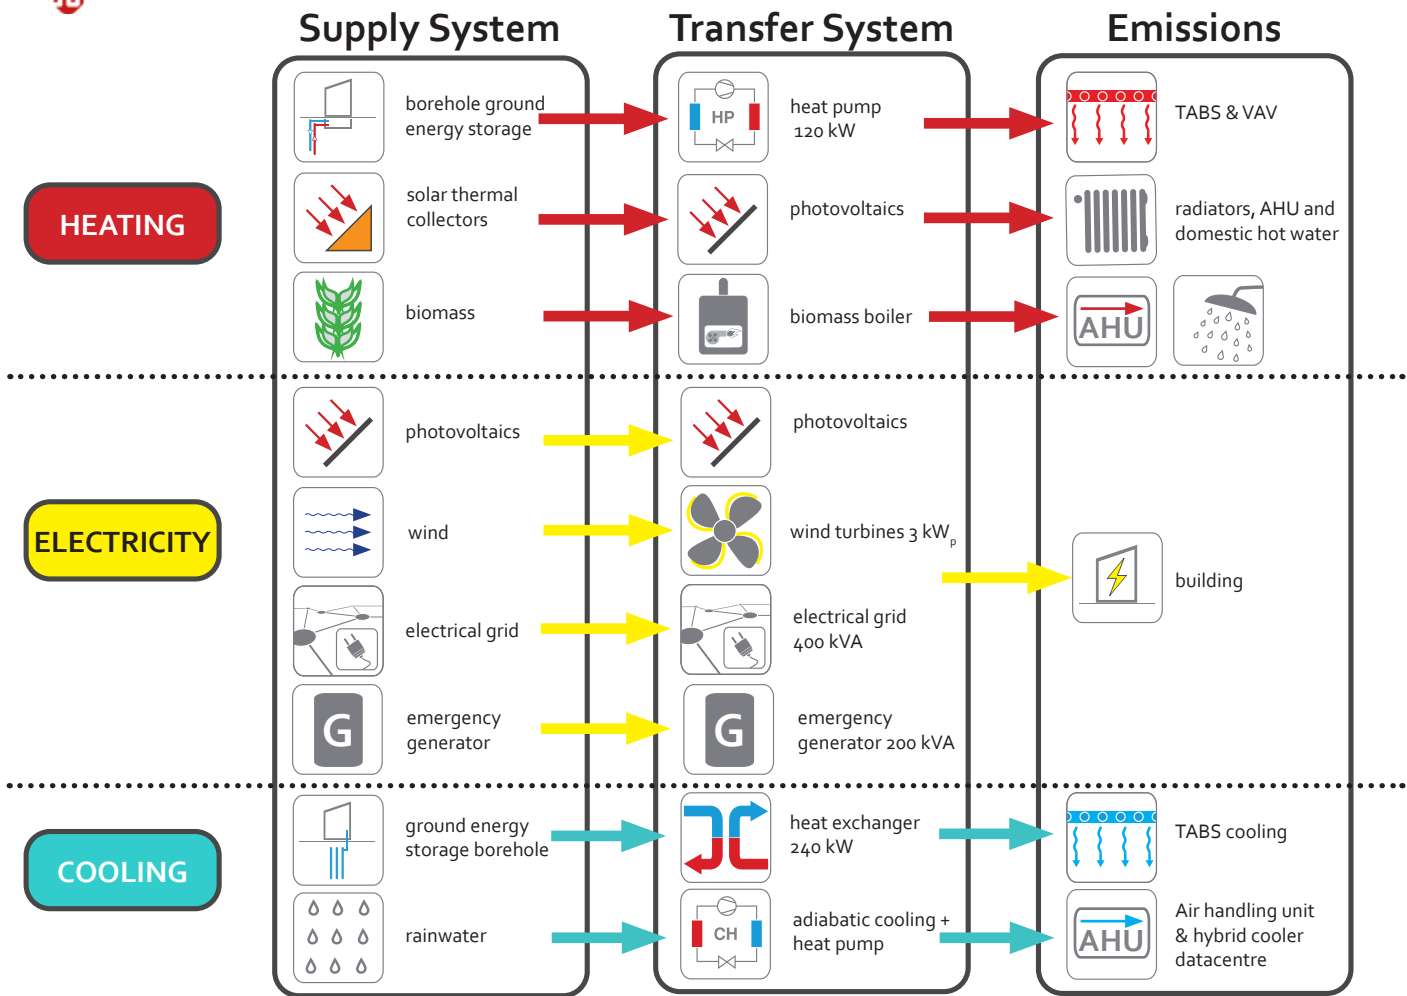 Supply System
Transfer System
Emissions
HEATING
borehole ground
energy storage
HP
heat pump
120 kW
TABS & VAV
solar thermal
collectors
photovoltaics
radiators, AHU and
domestic hot water
biomass
biomass boiler
AHU
ELECTRICITY
photovoltaics
photovoltaics
wind
wind turbines 3 kWp
building
electrical grid
electrical grid
400 kVA
G
emergency
generator
G
emergency
generator 200 kVA
COOLING
ground energy
storage borehole
heat exchanger
240 kW
TABS cooling
rainwater
CH
adiabatic cooling +
heat pump
AHU
Air handling unit
& hybrid cooler
datacentre